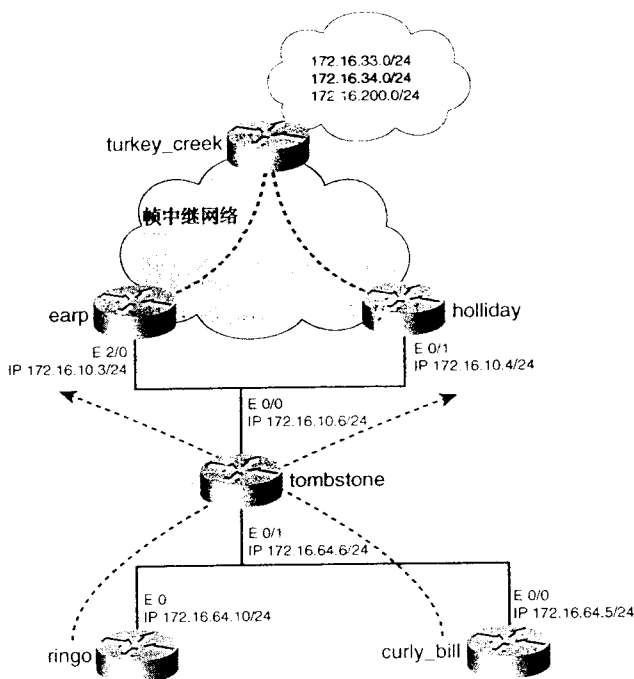 172.16.33.0/24
172.16.34.0/24
172.16.200.0/24
turkey_creek
帧中继网络
earp
holliday
E 2/0
IP 172.16.10.3/24
E 0/1
IP 172.16.10.4/24
E 0/0
IP 172.16.10.6/24
tombstone
E 0/1
IP 172.16.64.6/24
E 0
IP 172.16.64.10/24
E 0/0
IP 172.16.64.5/24
ringo
curly_bill